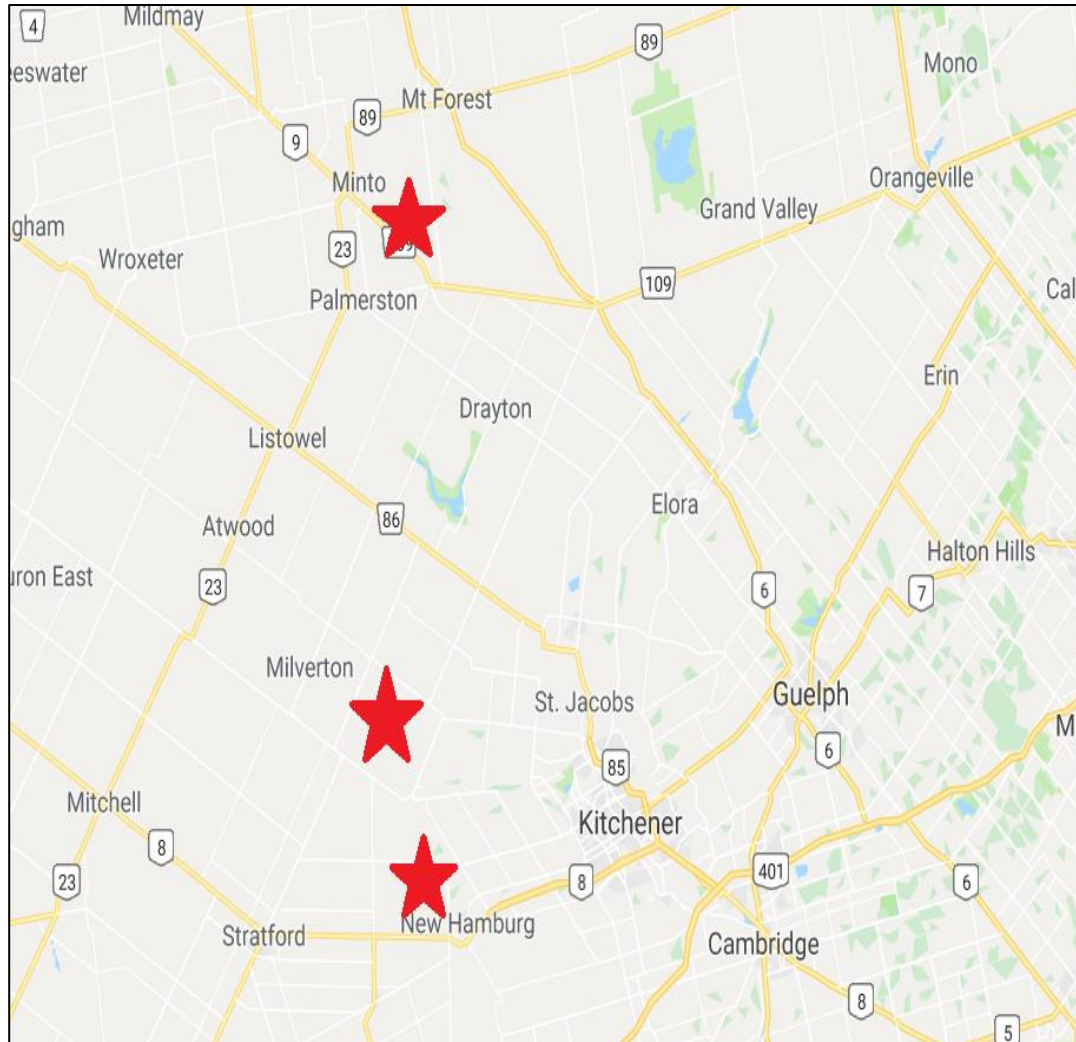 Mildmay
4
89
Mono
eeswater
Mt Forest
89
9
Orangeville
Minto
Grand Valley
gham
23
Wroxeter
109
Cal
Palmerston
Erin
Drayton
Listowel
Elora
86
Atwood
Halton Hills
uron East
23
6
7
Milverton
Guelph
St. Jacobs
M
6
85
Mitchell
Kitchener
8
401
23
8
6
New Hamburg
Stratford
Cambridge
8
5